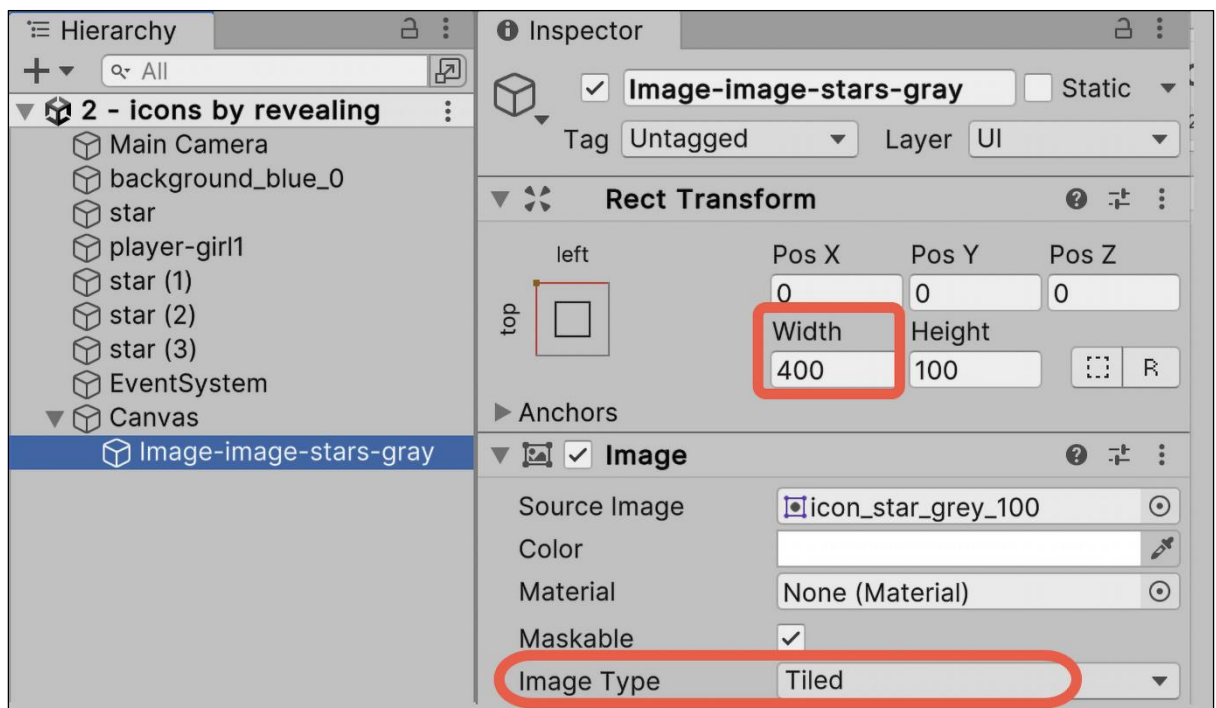 Hierarchy
All
2 - icons by revealing
Main Camera
background_blue_0
star
player-girl1
star (1)
star (2)
star (3)
EventSystem
Canvas
Image-image-stars-gray
Inspector
Image-image-stars-gray Static
Tag Untagged Layer UI
Rect Transform
left
top
Pos X Pos Y Pos Z
0 0 0
Width Height
400 100 R
Anchors
Image
Source Image icon_star_grey_100
Color
Material None (Material)
Maskable
Image Type Tiled